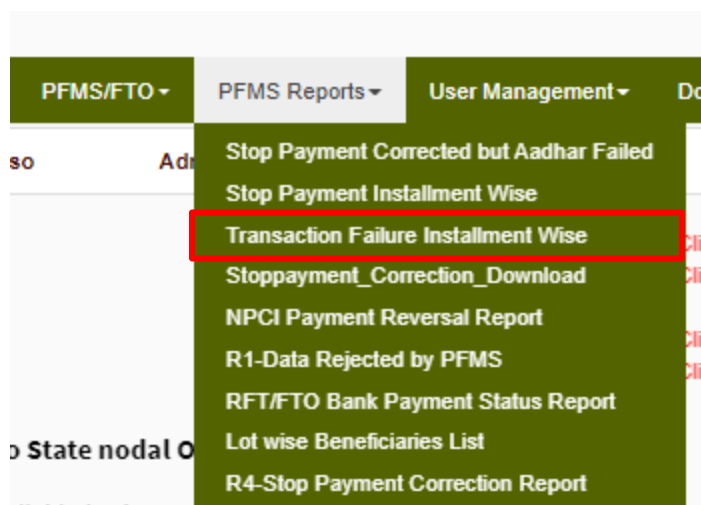 PFMS/FTO PFMS Reports User Management
Stop Payment Corrected but Aadhar Failed
Stop Payment Installment Wise
Transaction Failure Installment Wise
Stoppayment_Correction_Download
NPCI Payment Reversal Report
R1-Data Rejected by PFMS
RFT/FTO Bank Payment Status Report
Lot wise Beneficiaries List
State nodal
R4-Stop Payment Correction Report